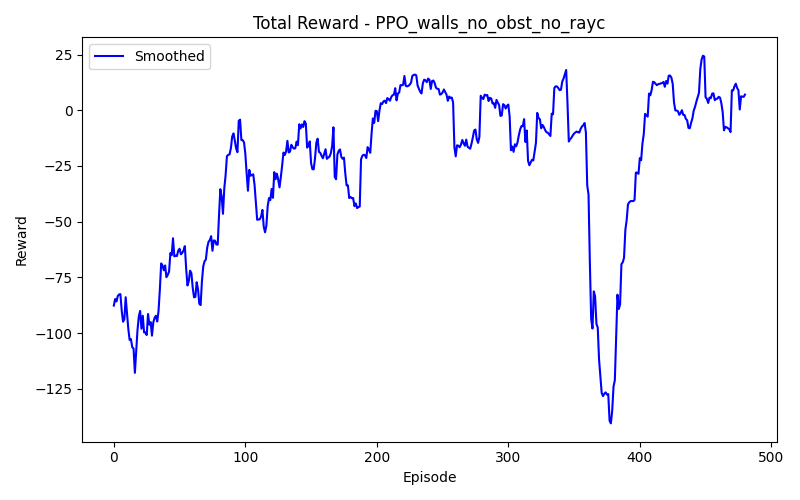 Total Reward - PPO_walls_no_obst_no_rayc
Smoothed
25
0
−25
−50
−75
−100
−125
Reward
0 100 200 300 400 500
Episode